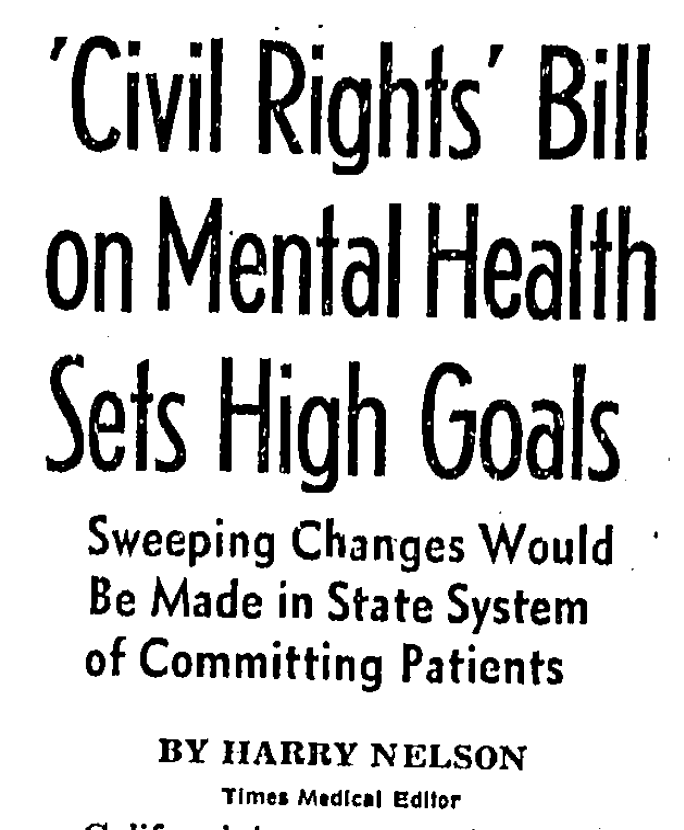 'Civil Rights' Bill
on Mental Health
Sets High Goals
Sweeping Changes Would
Be Made in State System
of Committing Patients
BY HARRY NELSON
Times Medical Editor